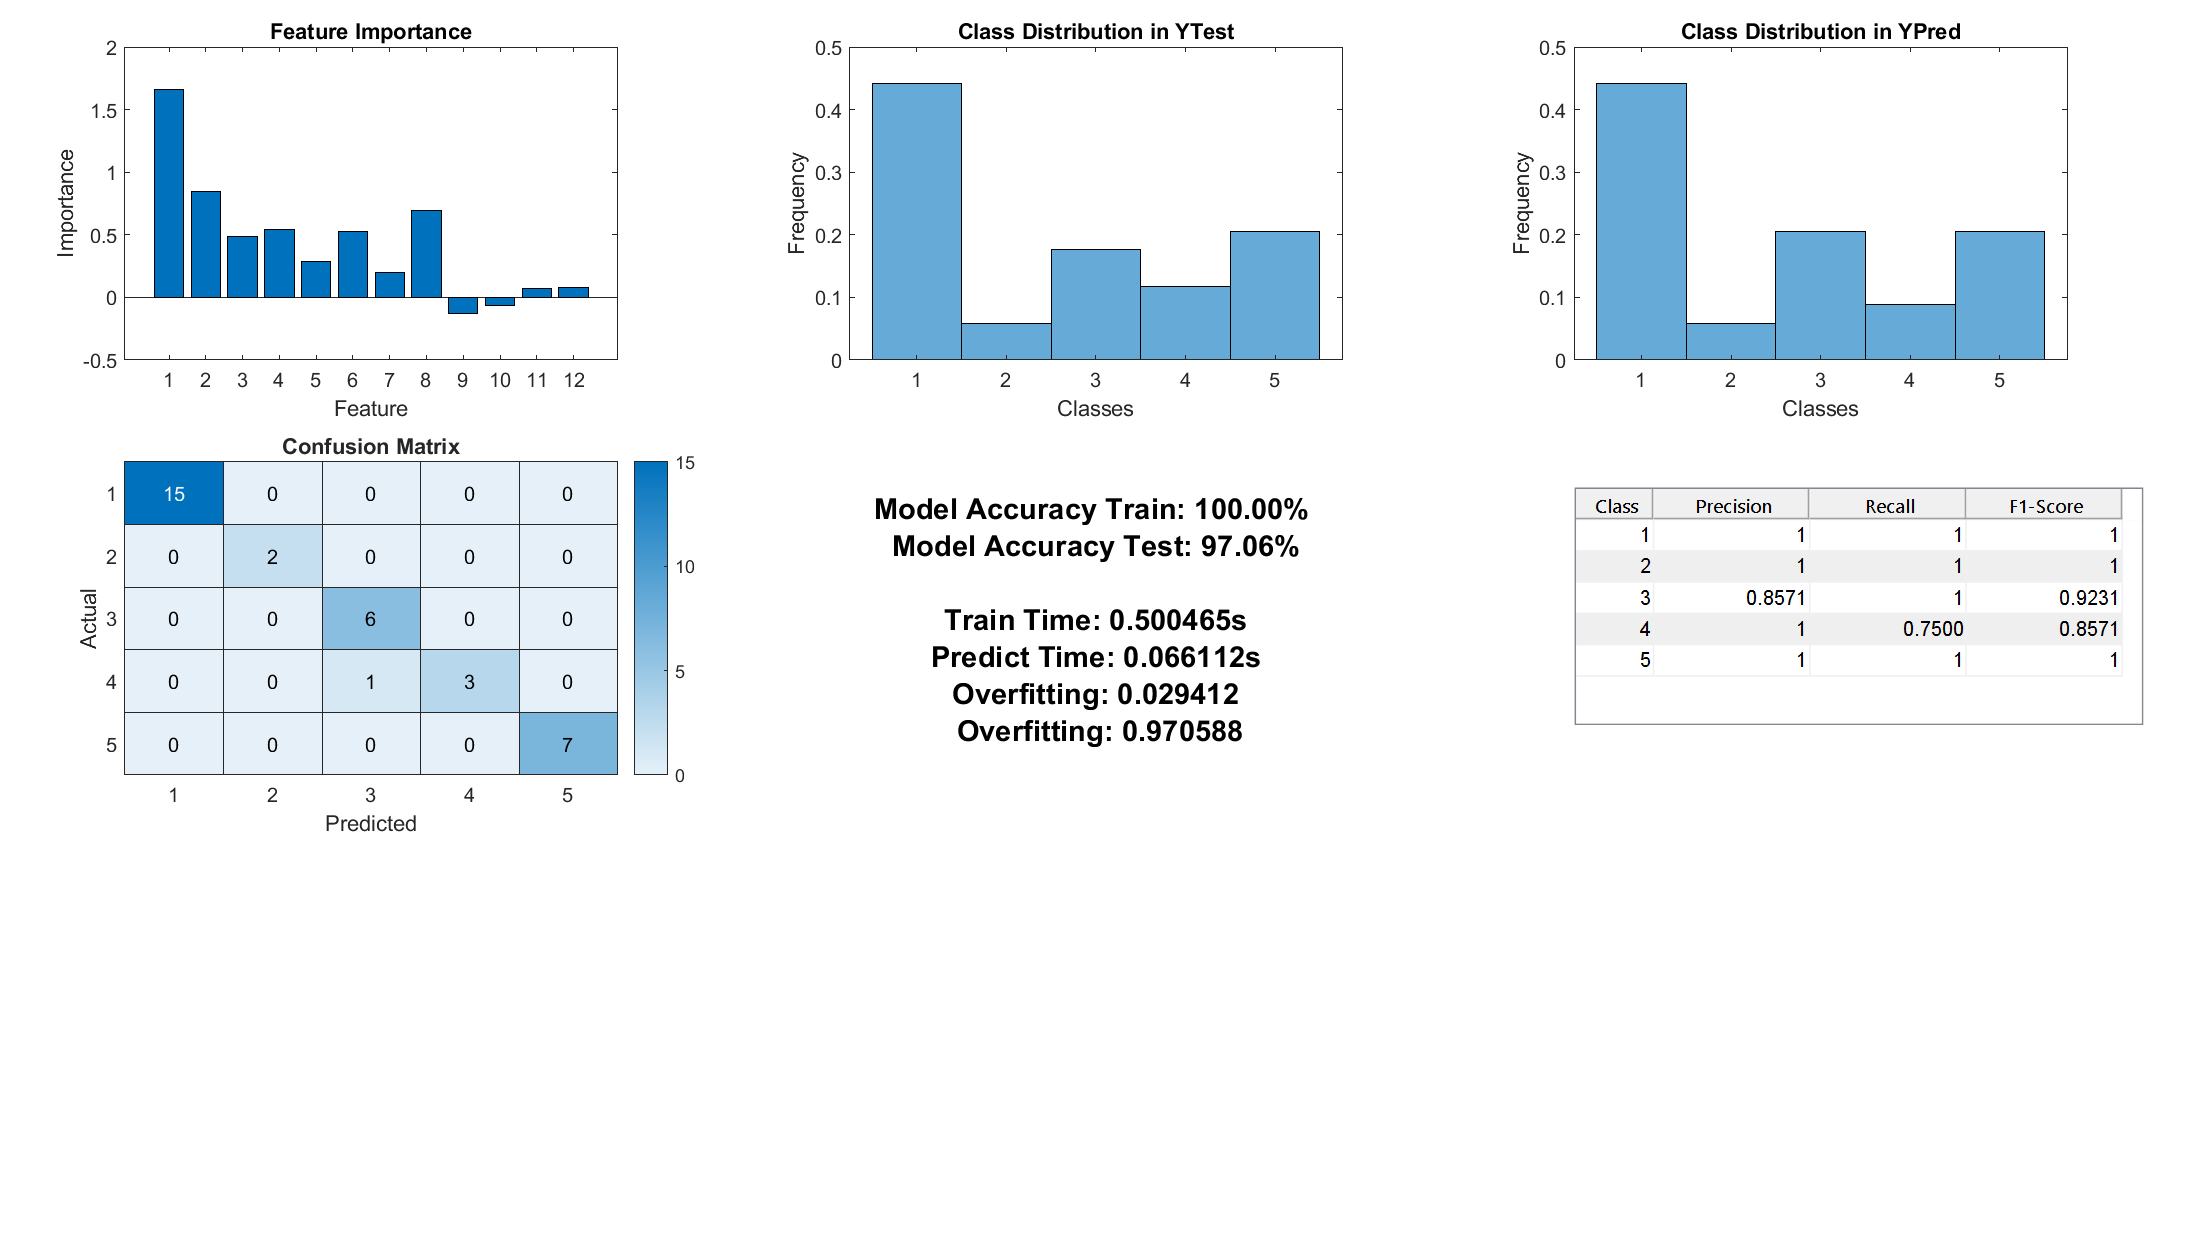 Feature Importance
2
1.5
1
0.5
0
-0.5
Importance
1 2 3 4 5 6 7 8 9 10 11 12
Feature
Class Distribution in YTest
0.5
0.4
0.3
0.2
0.1
0
Frequency
1 2 3 4 5
Classes
Class Distribution in YPred
0.5
0.4
0.3
0.2
0.1
0
Frequency
1 2 3 4 5
Classes
Confusion Matrix
Actual
1 15 0 0 0 0
2 0 2 0 0 0
3 0 0 6 0 0
4 0 0 1 3 0
5 0 0 0 0 7
1 2 3 4 5
Predicted
15
10
5
0
Model Accuracy Train: 100.00%
Model Accuracy Test: 97.06%
Train Time: 0.500465s
Predict Time: 0.066112s
Overfitting: 0.029412
Overfitting: 0.970588
Class Precision Recall F1-Score
1 1 1 1
2 1 1 1
3 0.8571 1 0.9231
4 1 0.7500 0.8571
5 1 1 1